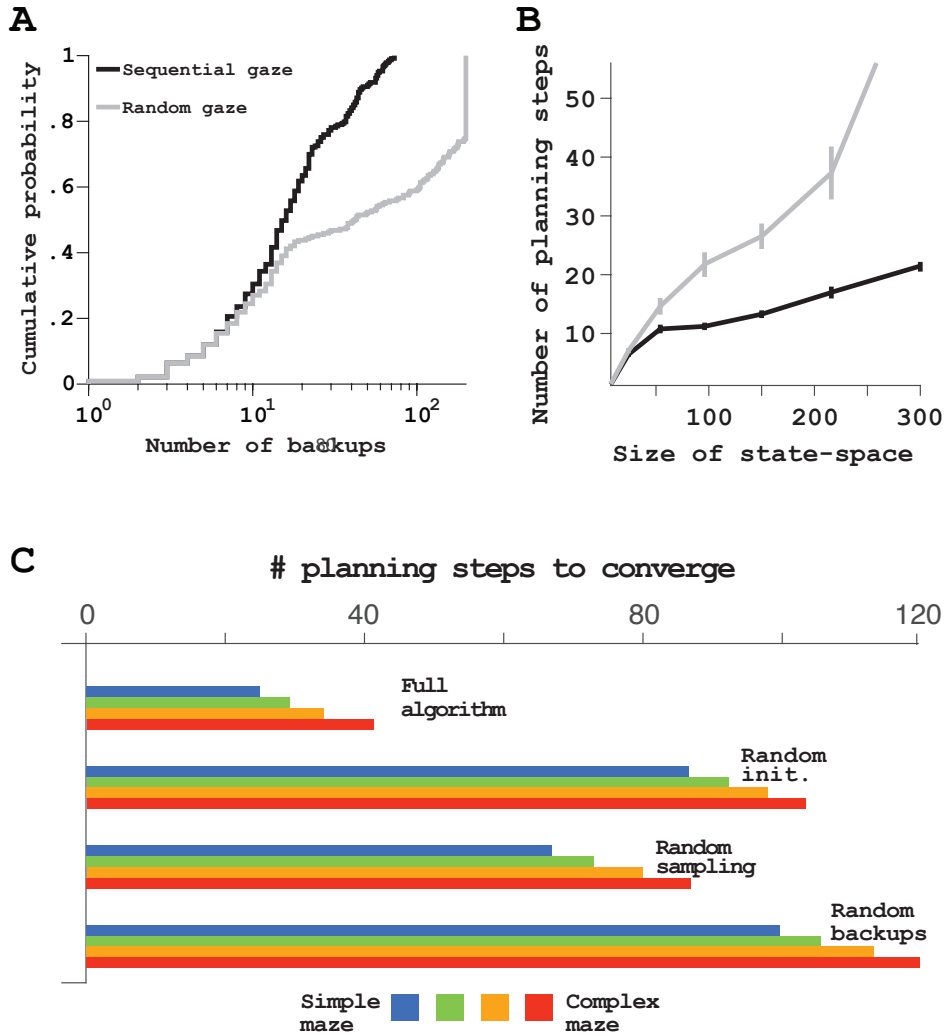 A
Cumulative probability
1
.8
.6
.4
.2
0
Sequential gaze
Random gaze
10^0
10^1
10^2
Number of backups
80
B
Number of planning steps
50
40
30
20
10
100
200
300
Size of state-space
C
# planning steps to converge
0
40
80
120
Full
algorithm
Random
init.
Random
sampling
Random
backups
Simple
maze
Complex
maze